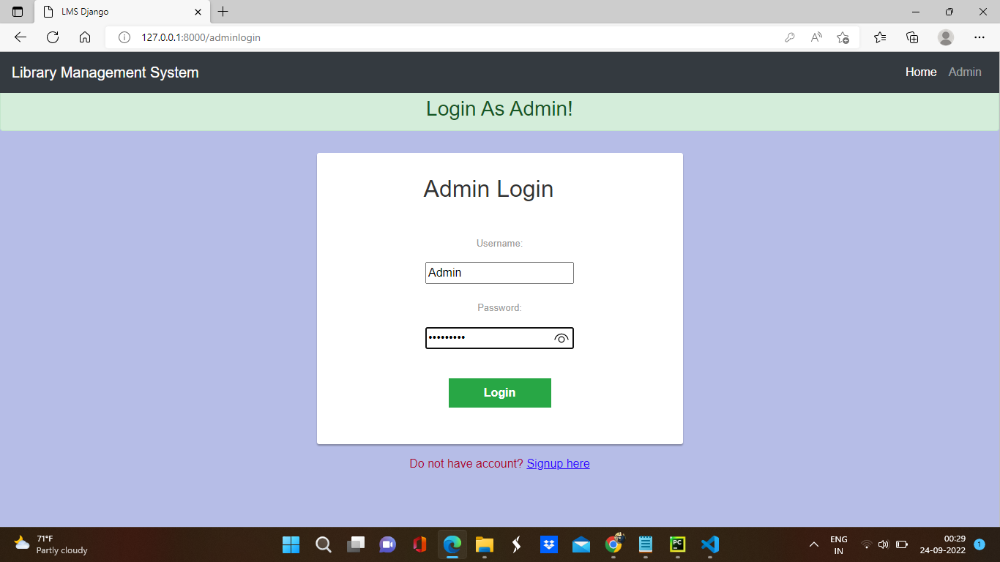 LMS Django
127.0.0.1:8000/adminlogin
Library Management System
Home Admin
Login As Admin!
Admin Login
Username:
Admin
Password:
•••••••••
Login
Do not have account? Signup here
71°F
Partly cloudy
PC
ENG
IN
00:29
24-09-2022
1